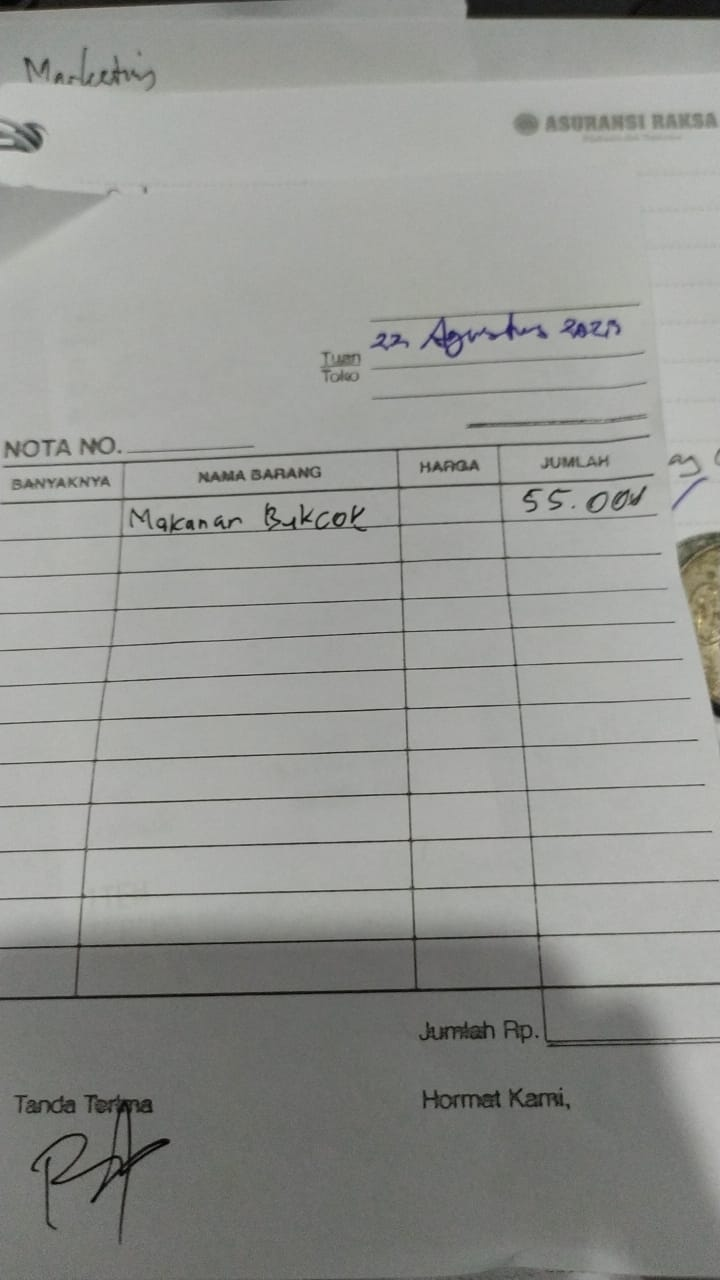 Marketing
ASURANSI RAKSA
22 Agustus 2025
Tuan
Toko
NOTA NO.
BANYAKNYA NAMA BARANG HARGA JUMLAH
Makanan Bukcok 55.000
Jumlah Rp.
Tanda Terima Hormat Kami,